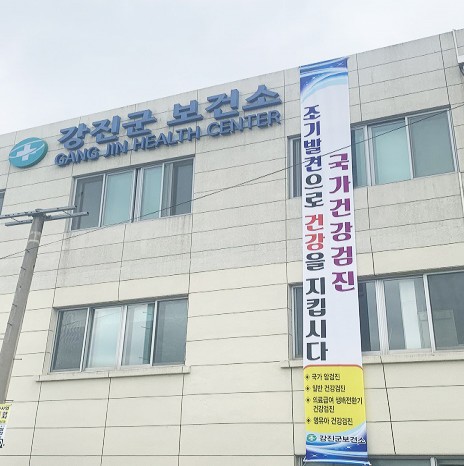 강진군 보건소
GANG JIN HEALTH CENTER
국가건강검진
조기발견으로 건강을 지킵시다
국가 암검진
일반 건강검진
의료급여 생애전환기
건강검진
영유아 건강검진
강진군보건소